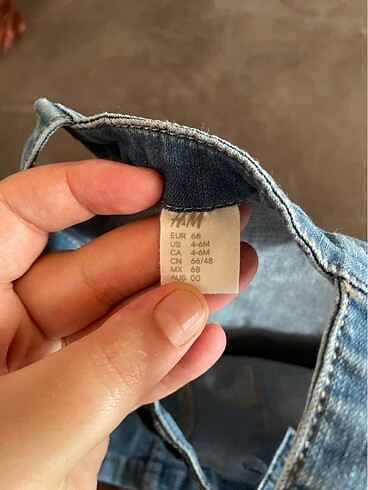 H&M
EUR 68
US 4-6M
CA 4-6M
CN 66/48
MX 68
AUS 00